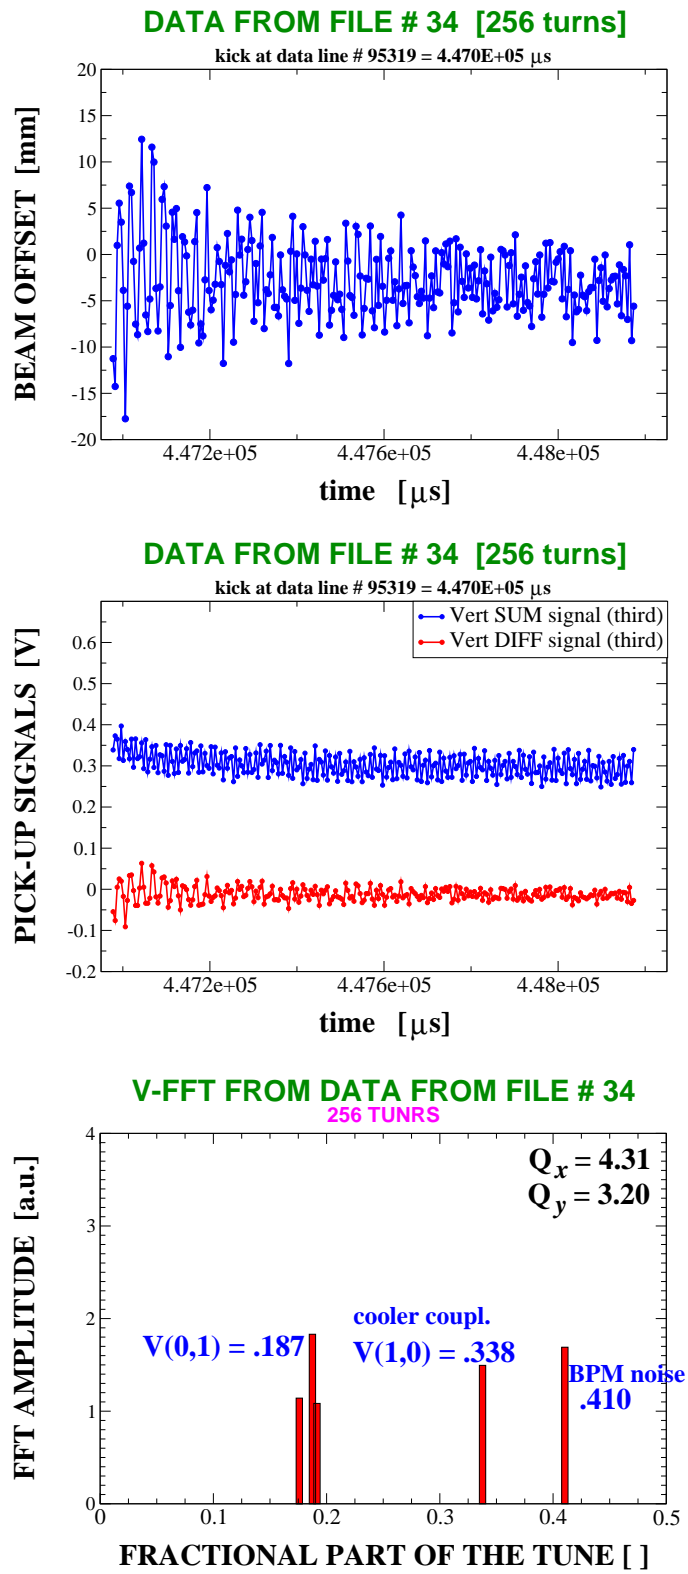 DATA FROM FILE # 34 [256 turns]
kick at data line # 95319 = 4.470E+05 μs
20
15
10
5
0
-5
-10
-15
-20
BEAM OFFSET [mm]
4.472e+05 4.476e+05 4.48e+05
time [μs]
DATA FROM FILE # 34 [256 turns]
kick at data line # 95319 = 4.470E+05 μs
Vert SUM signal (third)
Vert DIFF signal (third)
0.6
0.5
0.4
0.3
0.2
0.1
0
-0.1
-0.2
PICK-UP SIGNALS [V]
4.472e+05 4.476e+05 4.48e+05
time [μs]
V-FFT FROM DATA FROM FILE # 34
256 TUNRS
4
3
2
1
0
FFT AMPLITUDE [a.u.]
Qx = 4.31
Qy = 3.20
cooler coupl.
V(0,1) = .187
V(1,0) = .338
BPM noise
.410
0 0.1 0.2 0.3 0.4 0.5
FRACTIONAL PART OF THE TUNE [ ]